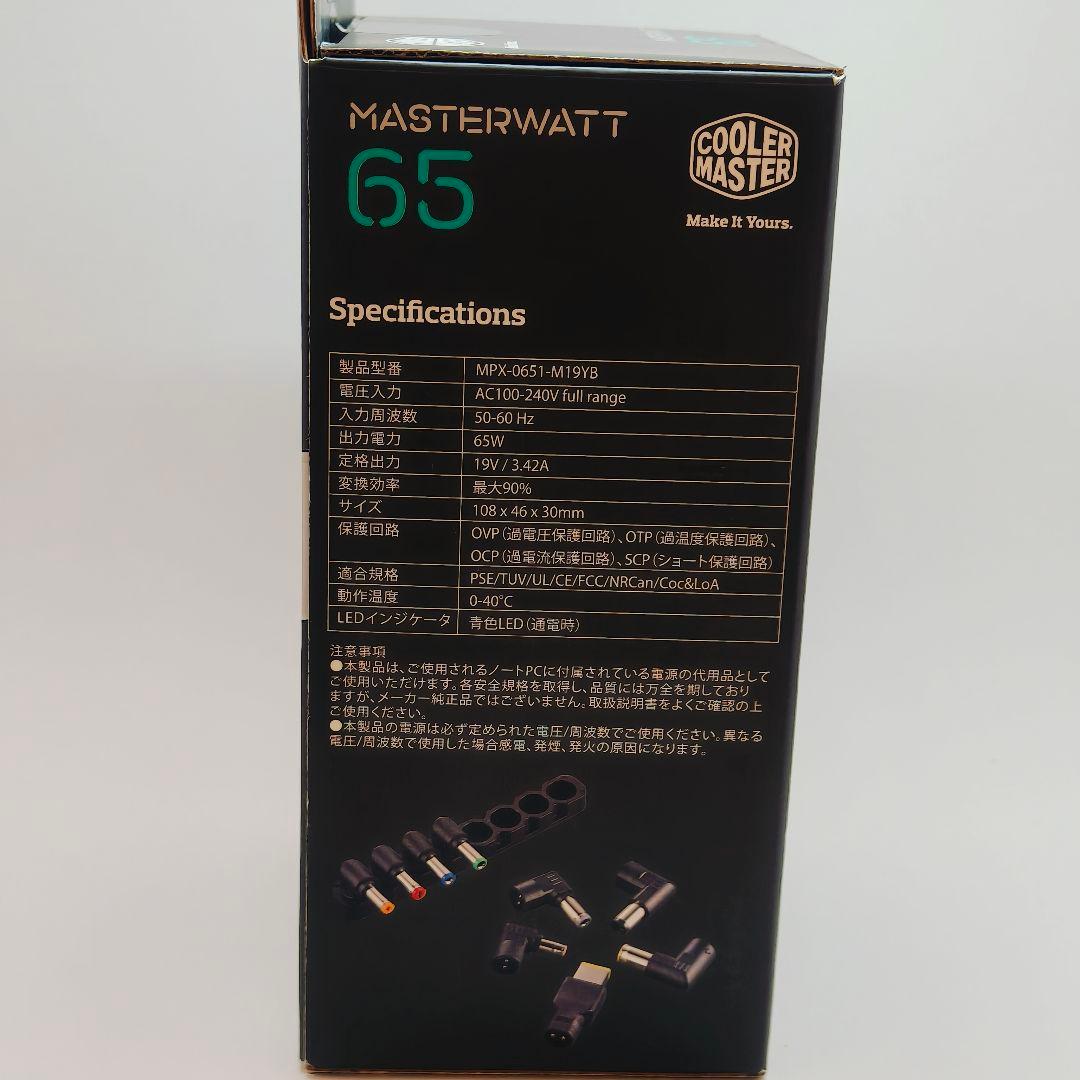 MASTERWATT
65
COOLER
MASTER
Make It Yours.
Specifications
製品型番 MPX-0651-M19YB
電圧入力 AC100-240V full range
入力周波数 50-60 Hz
出力電力 65W
定格出力 19V / 3.42A
変換効率 最大90%
サイズ 108 x 46 x 30mm
保護回路 OVP（過電圧保護回路）、OTP（過温度保護回路）、
OCP（過電流保護回路）、SCP（ショート保護回路）
適合規格 PSE/TUV/UL/CE/FCC/NRCan/Coc&LoA
動作温度 0-40°C
LEDインジケータ 青色LED（通電時）
注意事項
●本製品は、ご使用されるノートPCに付属されている電源の代用品として
ご使用いただけます。各安全規格を取得し、品質には万全を期しており
ますが、メーカー純正品ではございません。取扱説明書をよくご確認の上
ご使用ください。
●本製品の電源は必ず定められた電圧/周波数でご使用ください。異なる
電圧/周波数で使用した場合感電、発煙、発火の原因になります。